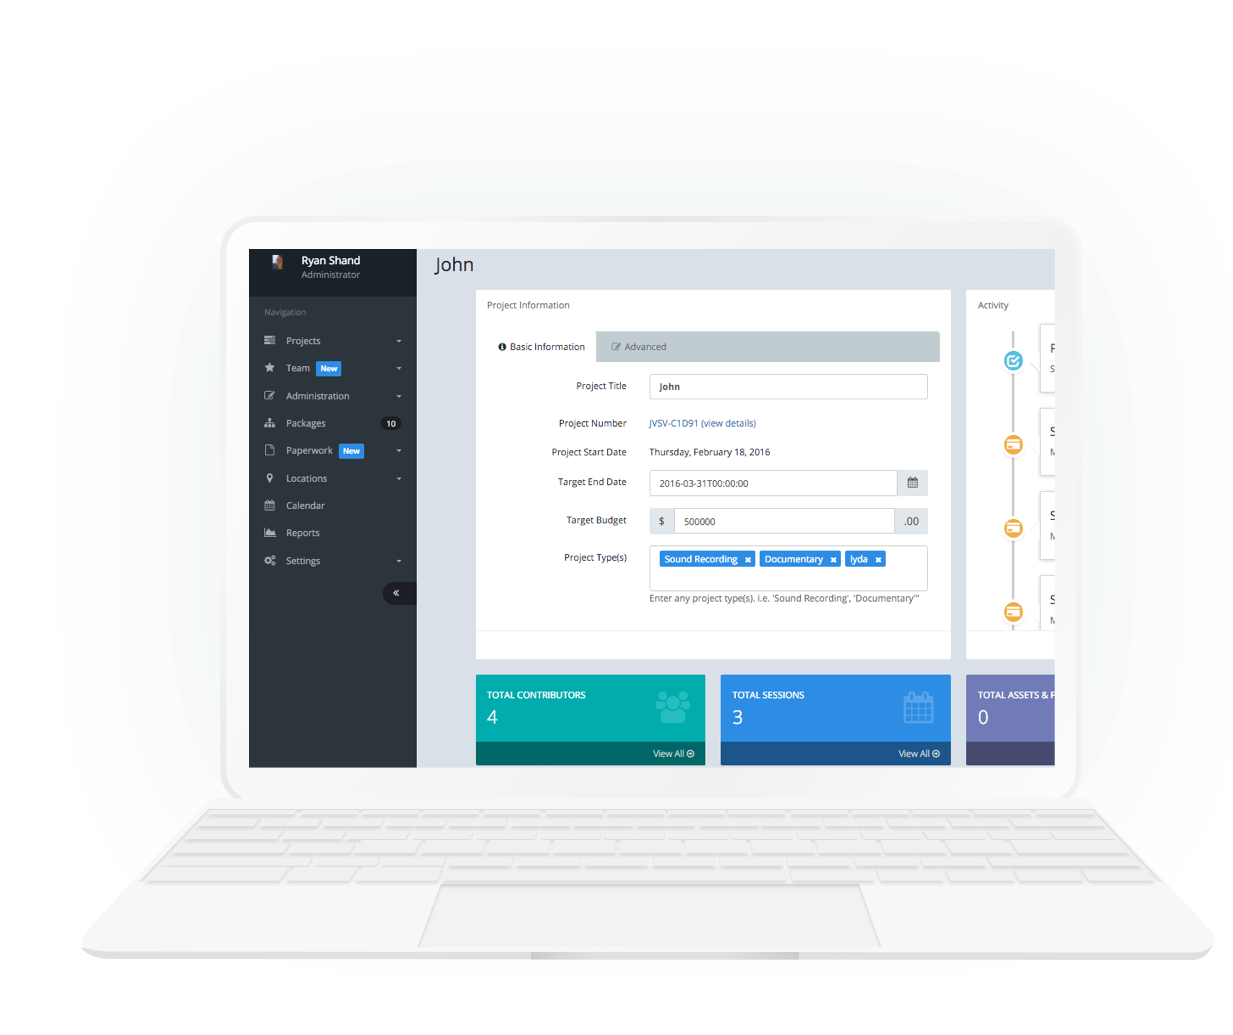 Ryan Shand
Administrator
Navigation
Projects
Team New
Administration
Packages 10
Paperwork New
Locations
Calendar
Reports
Settings
«
John
Project Information
Basic Information
Advanced
Project Title John
Project Number JVSV-C1D91 (view details)
Project Start Date Thursday, February 18, 2016
Target End Date 2016-03-31T00:00:00
Target Budget $ 500000 .00
Project Type(s) Sound Recording × Documentary × lyda ×
Enter any project type(s). i.e. 'Sound Recording', 'Documentary'"
Activity
S
M
S
M
S
M
TOTAL CONTRIBUTORS
4
View All
TOTAL SESSIONS
3
View All
TOTAL ASSETS &
0